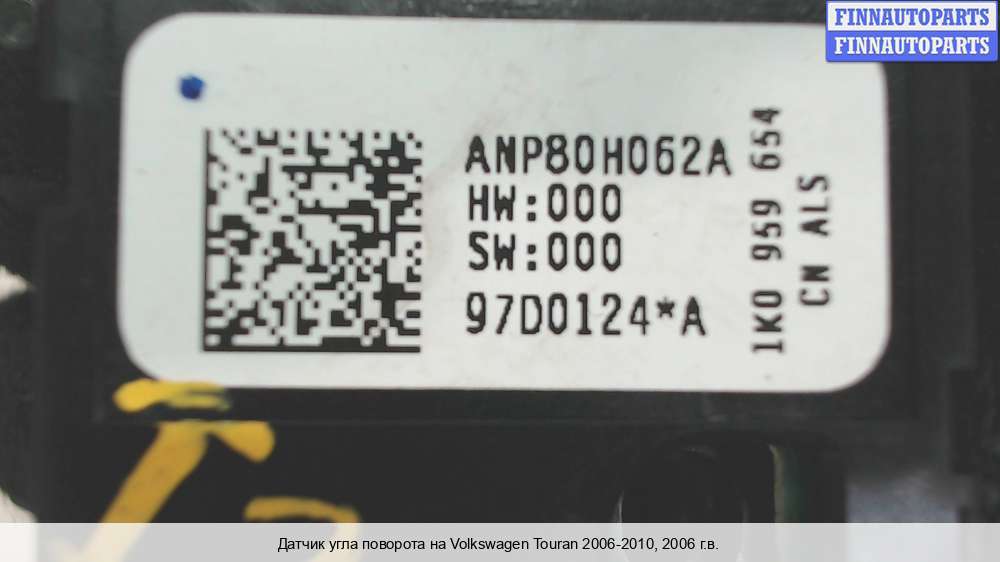 FINNAUTOPARTS
FINNAUTOPARTS
ANP80H062A
HW:000
SW:000
97D0124*A
1K0 959 654
CN ALS
Датчик угла поворота на Volkswagen Touran 2006-2010, 2006 г.в.